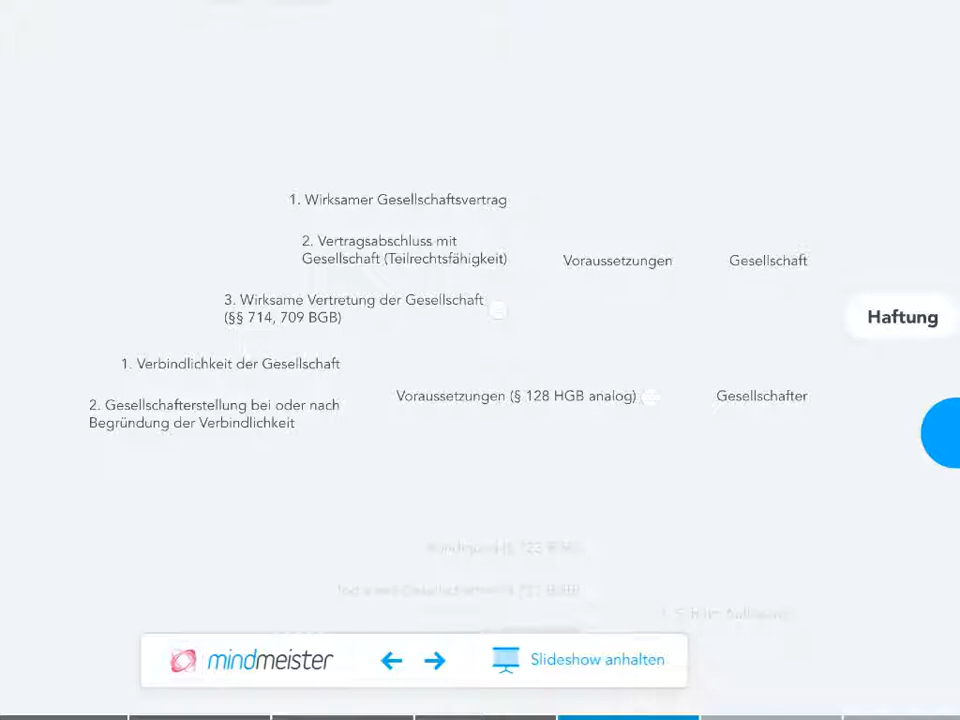 1. Wirksamer Gesellschaftsvertrag
2. Vertragsabschluss mit
Gesellschaft (Teilrechtsfähigkeit)
Voraussetzungen
Gesellschaft
3. Wirksame Vertretung der Gesellschaft
(§§ 714, 709 BGB)
Haftung
1. Verbindlichkeit der Gesellschaft
2. Gesellschafterstellung bei oder nach
Begründung der Verbindlichkeit
Voraussetzungen (§ 128 HGB analog)
Gesellschafter
mindmeister
Slideshow anhalten